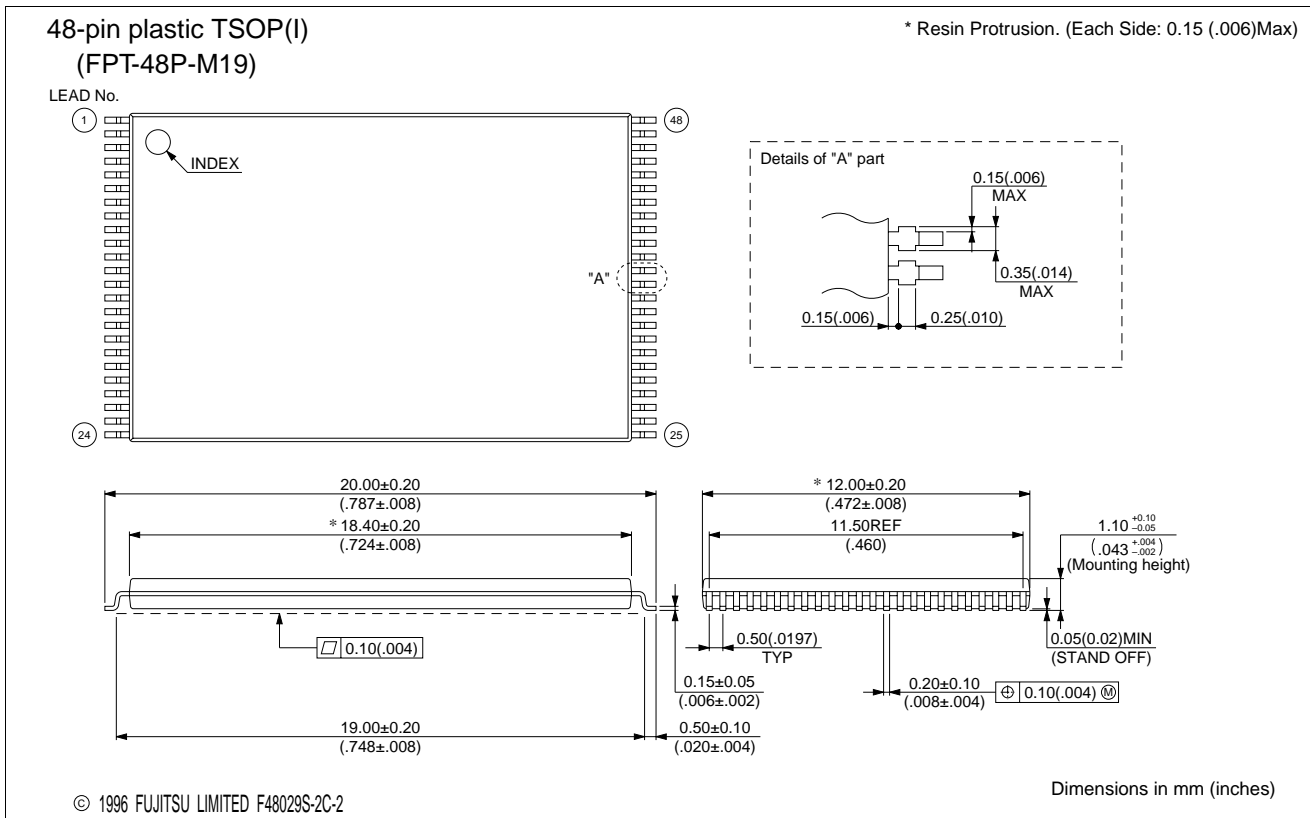 48-pin plastic TSOP(I)
(FPT-48P-M19)
* Resin Protrusion. (Each Side: 0.15 (.006)Max)
LEAD No.
1
48
INDEX
"A"
24
25
Details of "A" part
0.15(.006)
MAX
0.35(.014)
MAX
0.15(.006)
0.25(.010)
20.00±0.20
(.787±.008)
* 18.40±0.20
(.724±.008)
0.10(.004)
19.00±0.20
(.748±.008)
0.15±0.05
(.006±.002)
0.50±0.10
(.020±.004)
* 12.00±0.20
(.472±.008)
11.50REF
(.460)
1.10 +0.10 –0.05
(.043 +.004 –.002)
(Mounting height)
0.50(.0197)
TYP
0.20±0.10
(.008±.004)
⌖ 0.10(.004) Ⓜ
0.05(0.02)MIN
(STAND OFF)
© 1996 FUJITSU LIMITED F48029S-2C-2
Dimensions in mm (inches)